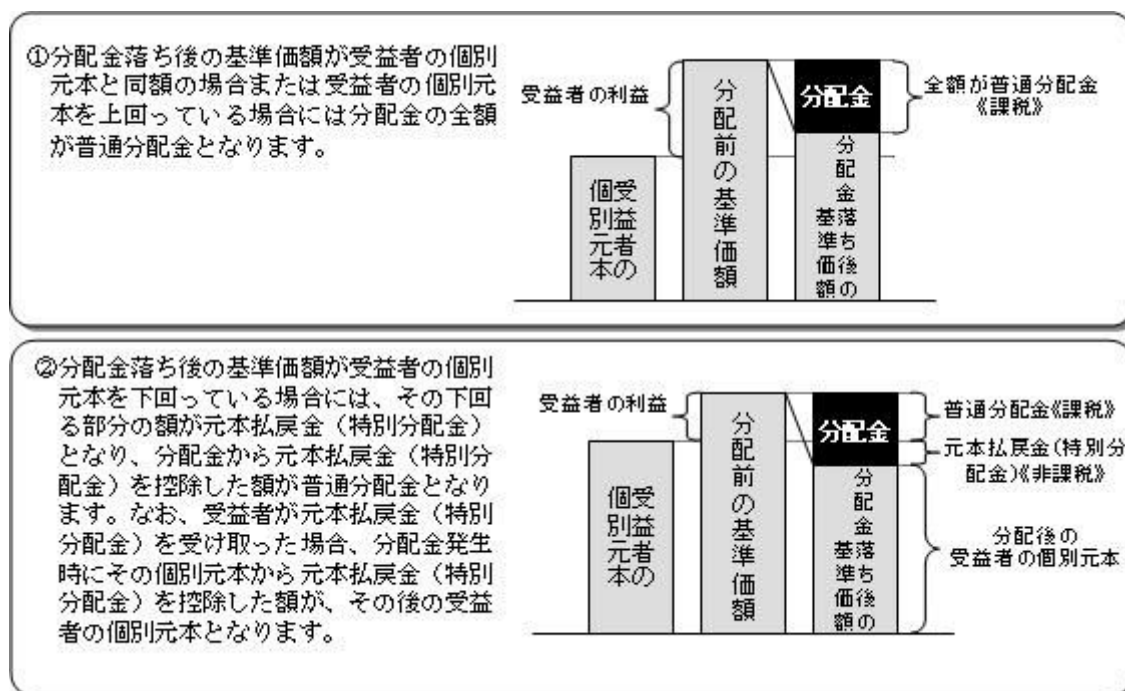 ①分配金落ち後の基準価額が受益者の個別
元本と同額の場合または受益者の個別元
本を上回っている場合には分配金の全額
が普通分配金となります。
受益者の利益
受益者の
個別元本
分配前の基準価額
分配金
分配金落ち後の
基準価額
全額が普通分配金
《課税》
②分配金落ち後の基準価額が受益者の個別
元本を下回っている場合には、その下回
る部分の額が元本払戻金（特別分配金）
となり、分配金から元本払戻金（特別分
配金）を控除した額が普通分配金となり
ます。なお、受益者が元本払戻金（特別
分配金）を受け取った場合、分配金発生
時にその個別元本から元本払戻金（特別
分配金）を控除した額が、その後の受益
者の個別元本となります。
受益者の利益
受益者の
個別元本
分配前の基準価額
分配金
分配金落ち後の
基準価額
普通分配金《課税》
元本払戻金(特別分
配金)《非課税》
分配後の
受益者の個別元本